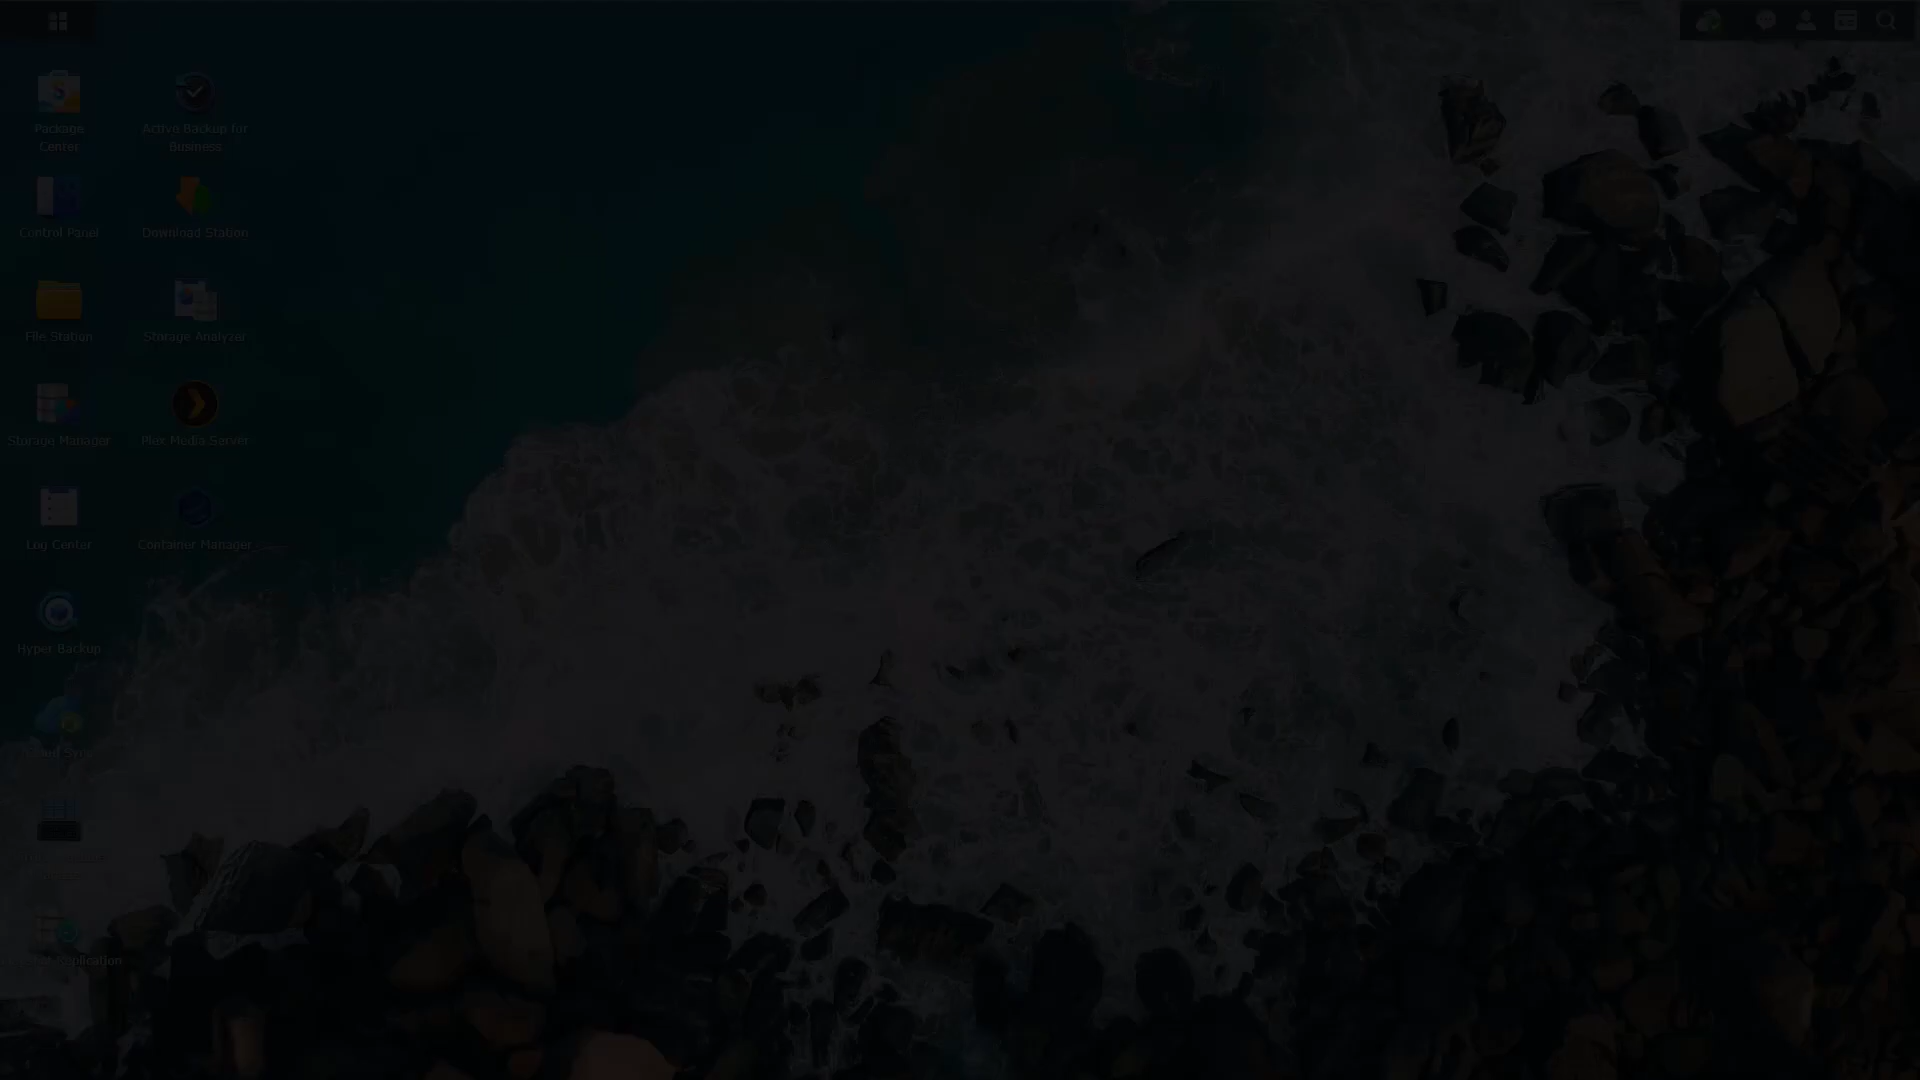 Package
Center
Active Backup for
Business
Control Panel
Download Station
File Station
Storage Analyzer
Storage Manager
Plex Media Server
Log Center
Container Manager
Hyper Backup